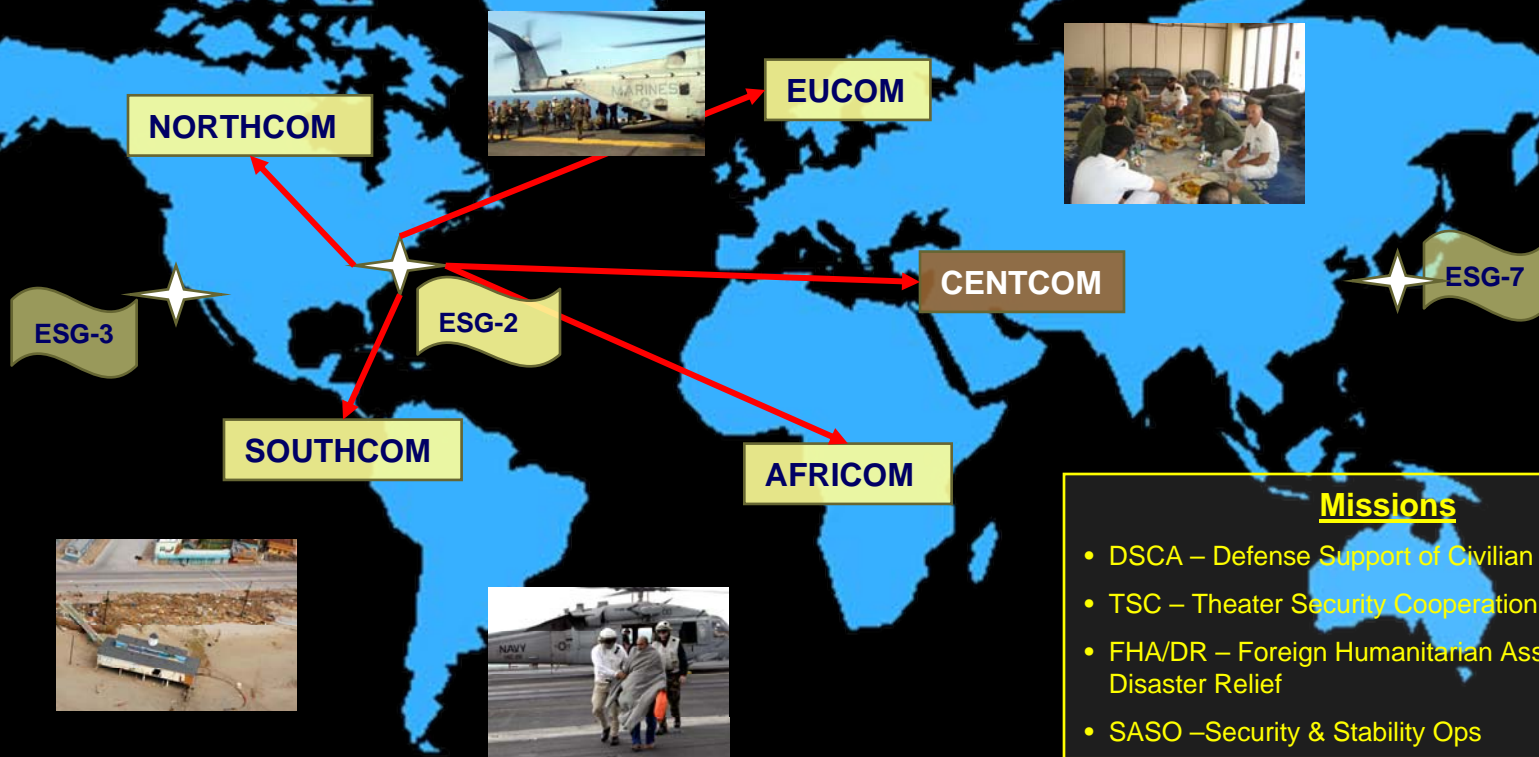 MARINES
EUCOM
NORTHCOM
CENTCOM
ESG-7
ESG-3
ESG-2
SOUTHCOM
AFRICOM
NAVY
Missions
• DSCA – Defense Support of Civilian
• TSC – Theater Security Cooperation
• FHA/DR – Foreign Humanitarian Ass
Disaster Relief
• SASO –Security & Stability Ops